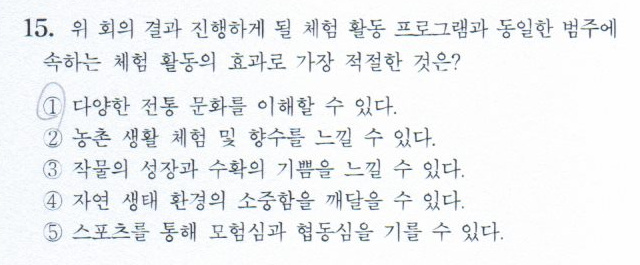 15. 위 회의 결과 진행하게 될 체험 활동 프로그램과 동일한 범주에
속하는 체험 활동의 효과로 가장 적절한 것은?
① 다양한 전통 문화를 이해할 수 있다.
② 농촌 생활 체험 및 향수를 느낄 수 있다.
③ 작물의 성장과 수확의 기쁨을 느낄 수 있다.
④ 자연 생태 환경의 소중함을 깨달을 수 있다.
⑤ 스포츠를 통해 모험심과 협동심을 기를 수 있다.